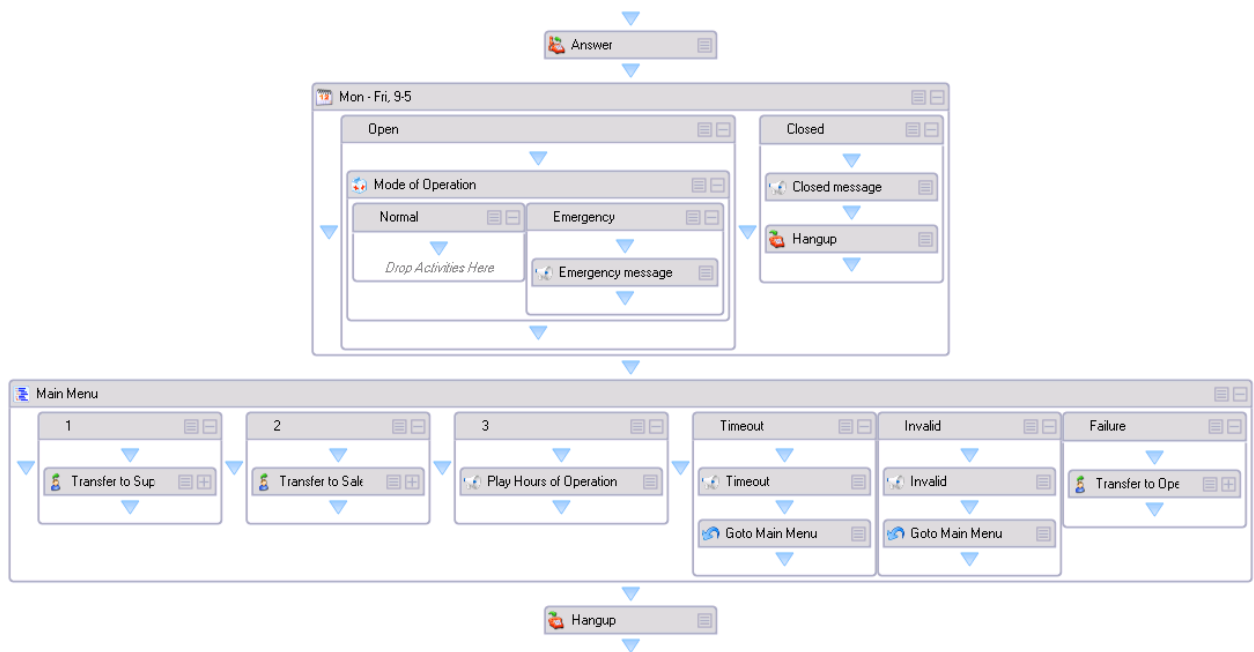 Answer
Mon - Fri, 9-5
Open
Closed
Mode of Operation
Closed message
Normal
Emergency
Hangup
Drop Activities Here
Emergency message
Main Menu
1
2
3
Timeout
Invalid
Failure
Transfer to Sup
Transfer to Sale
Play Hours of Operation
Timeout
Invalid
Transfer to Ope
Goto Main Menu
Goto Main Menu
Hangup